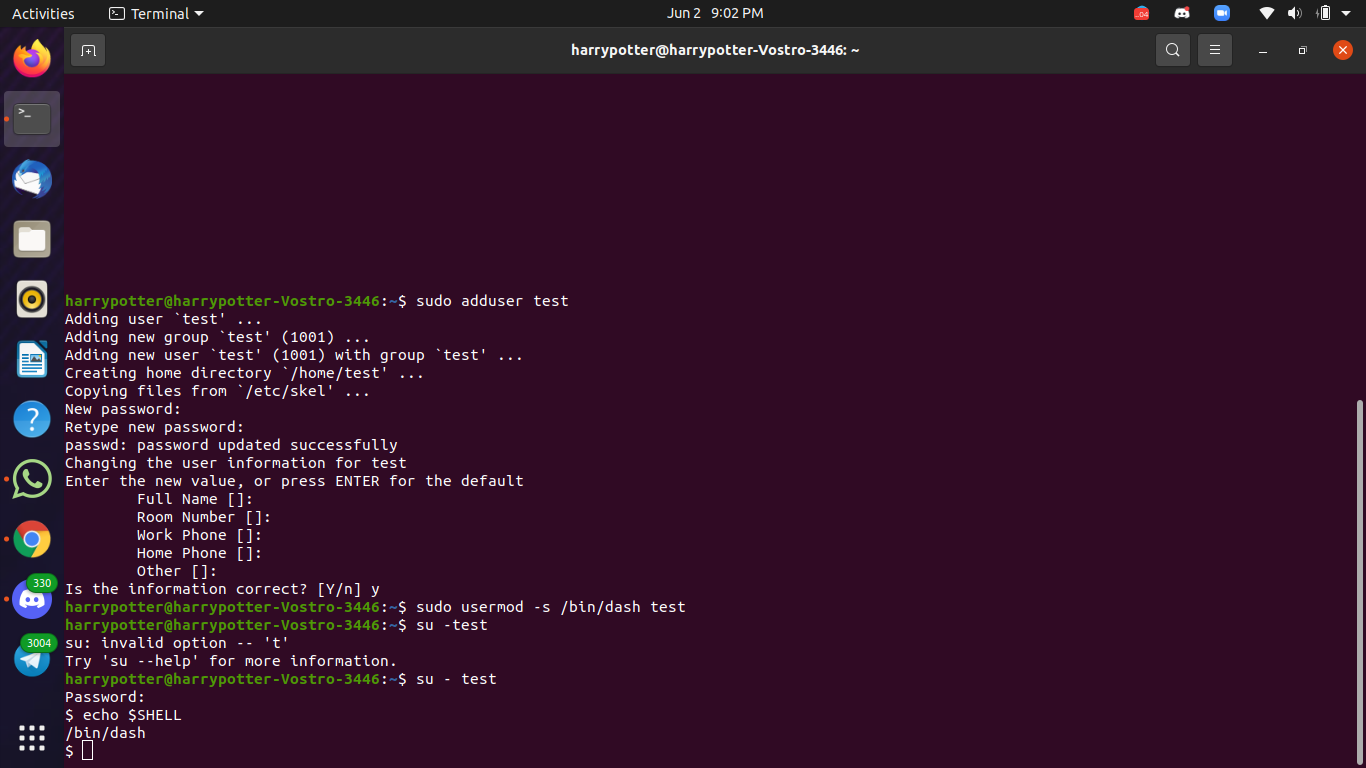 Activities Terminal Jun 2 9:02 PM
harrypotter@harrypotter-Vostro-3446: ~
harrypotter@harrypotter-Vostro-3446:~$ sudo adduser test
Adding user `test' ...
Adding new group `test' (1001) ...
Adding new user `test' (1001) with group `test' ...
Creating home directory `/home/test' ...
Copying files from `/etc/skel' ...
New password:
Retype new password:
passwd: password updated successfully
Changing the user information for test
Enter the new value, or press ENTER for the default
        Full Name []:
        Room Number []:
        Work Phone []:
        Home Phone []:
        Other []:
Is the information correct? [Y/n] y
harrypotter@harrypotter-Vostro-3446:~$ sudo usermod -s /bin/dash test
harrypotter@harrypotter-Vostro-3446:~$ su -test
su: invalid option -- 't'
Try 'su --help' for more information.
harrypotter@harrypotter-Vostro-3446:~$ su - test
Password:
$ echo $SHELL
/bin/dash
$
330
3004